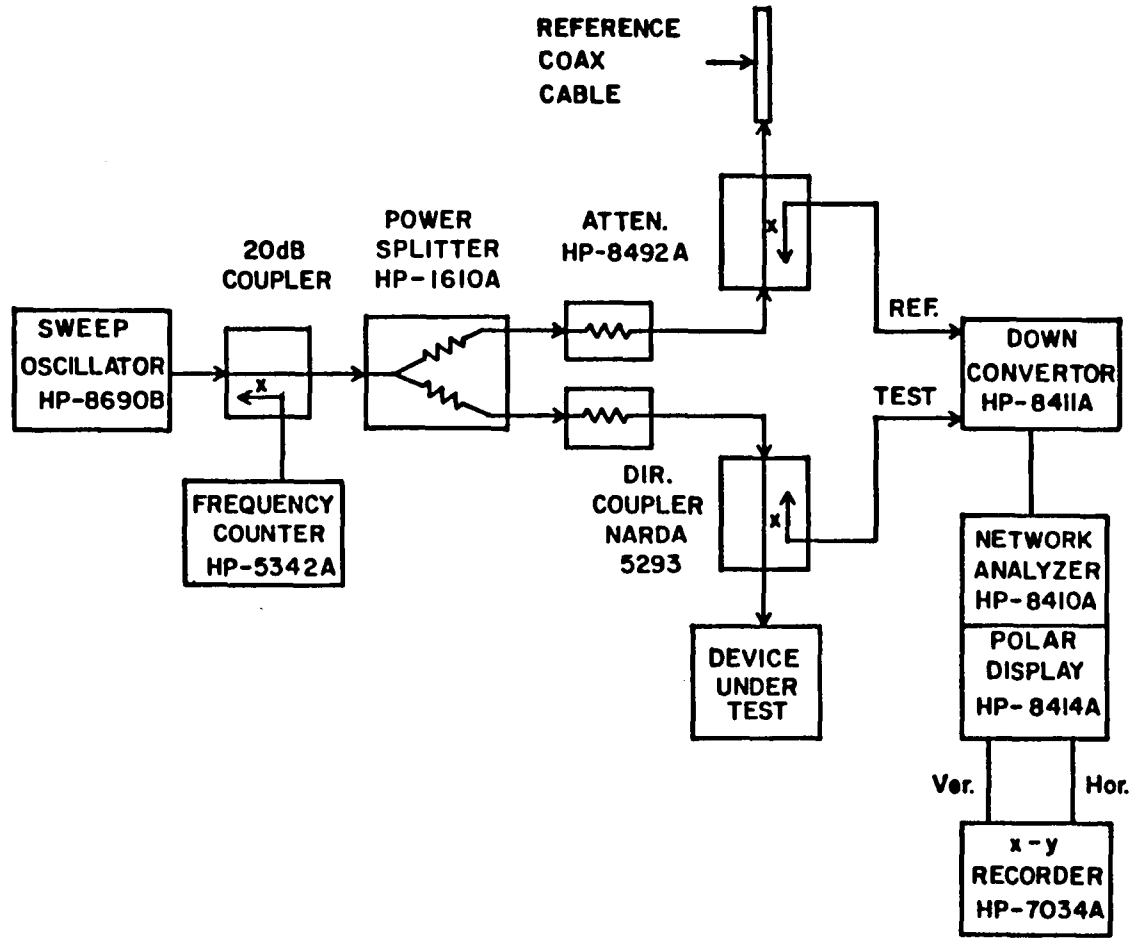 REFERENCE
COAX
CABLE
20dB
COUPLER
POWER
SPLITTER
HP-1610A
ATTEN.
HP-8492A
x
REF.
SWEEP
OSCILLATOR
HP-8690B
x
DOWN
CONVERTOR
HP-8411A
TEST
FREQUENCY
COUNTER
HP-5342A
DIR.
COUPLER
NARDA
5293
x
NETWORK
ANALYZER
HP-8410A
POLAR
DISPLAY
HP-8414A
DEVICE
UNDER
TEST
Ver.
Hor.
x-y
RECORDER
HP-7034A